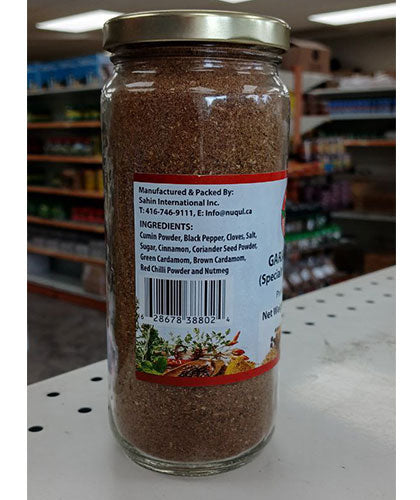 Manufactured & Packed By:
Sahin International Inc.
T: 416-746-9111, E: Info@nuqul.ca
INGREDIENTS:
Cumin Powder, Black Pepper, Cloves, Salt,
Sugar, Cinnamon, Coriander Seed Powder,
Green Cardamom, Brown Cardamom,
Red Chilli Powder and Nutmeg
6 28678 38802 4
GARA
(Special
Net W